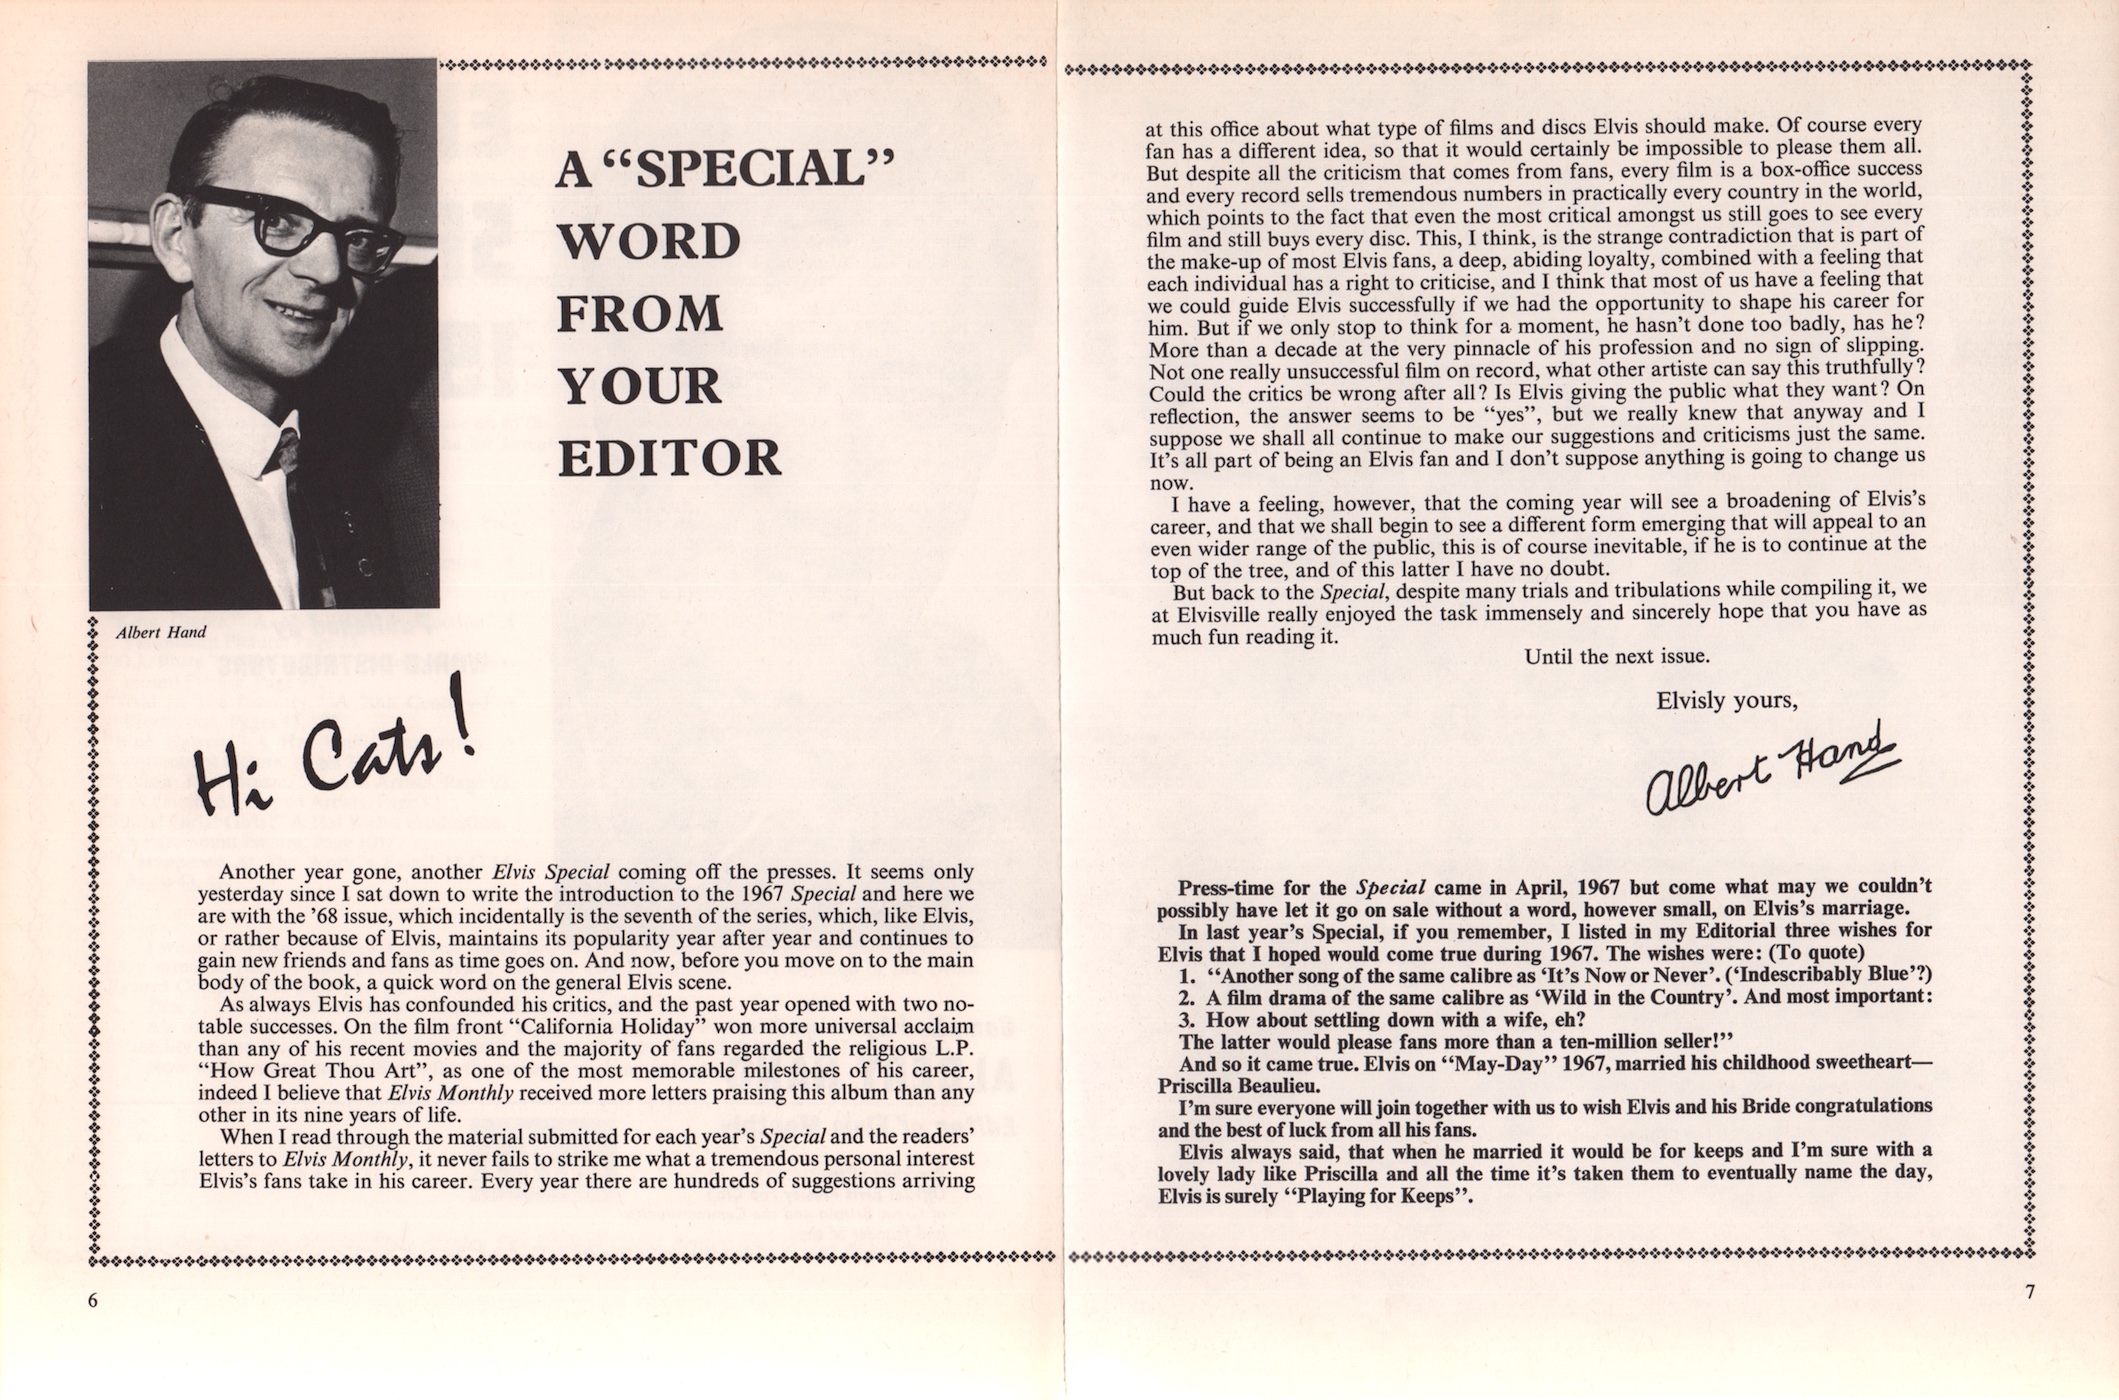 A “SPECIAL”
WORD
FROM
YOUR
EDITOR
Albert Hand
Hi Cats!
Another year gone, another Elvis Special coming off the presses. It seems only
yesterday since I sat down to write the introduction to the 1967 Special and here we
are with the ’68 issue, which incidentally is the seventh of the series, which, like Elvis,
or rather because of Elvis, maintains its popularity year after year and continues to
gain new friends and fans as time goes on. And now, before you move on to the main
body of the book, a quick word on the general Elvis scene.
As always Elvis has confounded his critics, and the past year opened with two no-
table successes. On the film front “California Holiday” won more universal acclaim
than any of his recent movies and the majority of fans regarded the religious L.P.
“How Great Thou Art”, as one of the most memorable milestones of his career,
indeed I believe that Elvis Monthly received more letters praising this album than any
other in its nine years of life.
When I read through the material submitted for each year’s Special and the readers’
letters to Elvis Monthly, it never fails to strike me what a tremendous personal interest
Elvis’s fans take in his career. Every year there are hundreds of suggestions arriving
6
at this office about what type of films and discs Elvis should make. Of course every
fan has a different idea, so that it would certainly be impossible to please them all.
But despite all the criticism that comes from fans, every film is a box-office success
and every record sells tremendous numbers in practically every country in the world,
which points to the fact that even the most critical amongst us still goes to see every
film and still buys every disc. This, I think, is the strange contradiction that is part of
the make-up of most Elvis fans, a deep, abiding loyalty, combined with a feeling that
each individual has a right to criticise, and I think that most of us have a feeling that
we could guide Elvis successfully if we had the opportunity to shape his career for
him. But if we only stop to think for a moment, he hasn’t done too badly, has he?
More than a decade at the very pinnacle of his profession and no sign of slipping.
Not one really unsuccessful film on record, what other artiste can say this truthfully?
Could the critics be wrong after all? Is Elvis giving the public what they want? On
reflection, the answer seems to be “yes”, but we really knew that anyway and I
suppose we shall all continue to make our suggestions and criticisms just the same.
It’s all part of being an Elvis fan and I don’t suppose anything is going to change us
now.
I have a feeling, however, that the coming year will see a broadening of Elvis’s
career, and that we shall begin to see a different form emerging that will appeal to an
even wider range of the public, this is of course inevitable, if he is to continue at the
top of the tree, and of this latter I have no doubt.
But back to the Special, despite many trials and tribulations while compiling it, we
at Elvisville really enjoyed the task immensely and sincerely hope that you have as
much fun reading it.
Until the next issue.
Elvisly yours,
Albert Hand
Press-time for the Special came in April, 1967 but come what may we couldn’t
possibly have let it go on sale without a word, however small, on Elvis’s marriage.
In last year’s Special, if you remember, I listed in my Editorial three wishes for
Elvis that I hoped would come true during 1967. The wishes were: (To quote)
1. “Another song of the same calibre as ‘It’s Now or Never’. (‘Indescribably Blue’?)
2. A film drama of the same calibre as ‘Wild in the Country’. And most important:
3. How about settling down with a wife, eh?
The latter would please fans more than a ten-million seller!”
And so it came true. Elvis on “May-Day” 1967, married his childhood sweetheart—
Priscilla Beaulieu.
I’m sure everyone will join together with us to wish Elvis and his Bride congratulations
and the best of luck from all his fans.
Elvis always said, that when he married it would be for keeps and I’m sure with a
lovely lady like Priscilla and all the time it’s taken them to eventually name the day,
Elvis is surely “Playing for Keeps”.
7